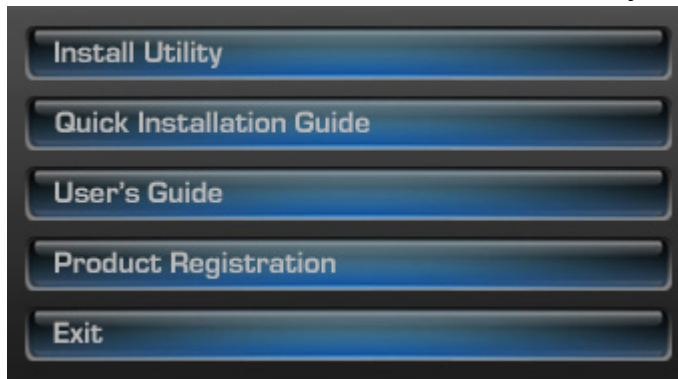 Install Utility
Quick Installation Guide
User's Guide
Product Registration
Exit